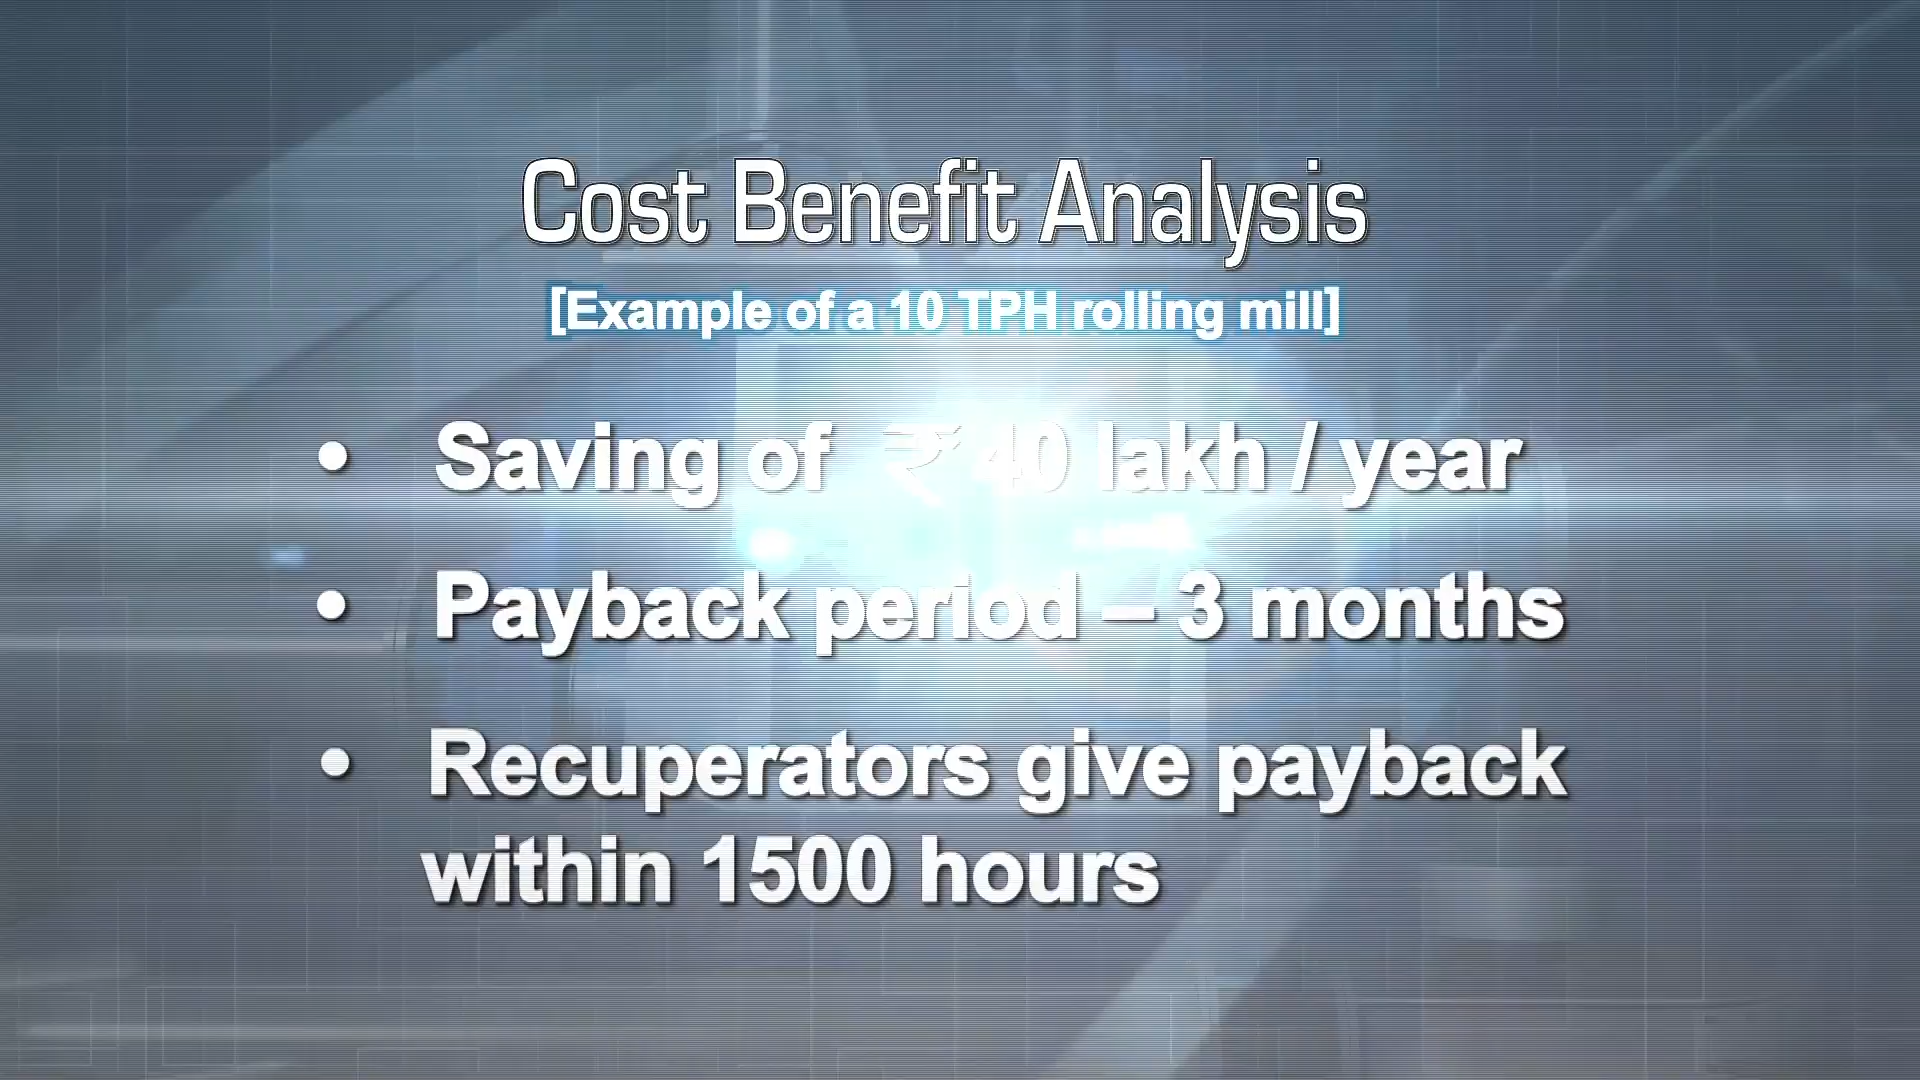 Cost Benefit Analysis
[Example of a 10 TPH rolling mill]
• Saving of ₹ 40 lakh / year
• Payback period – 3 months
• Recuperators give payback
within 1500 hours